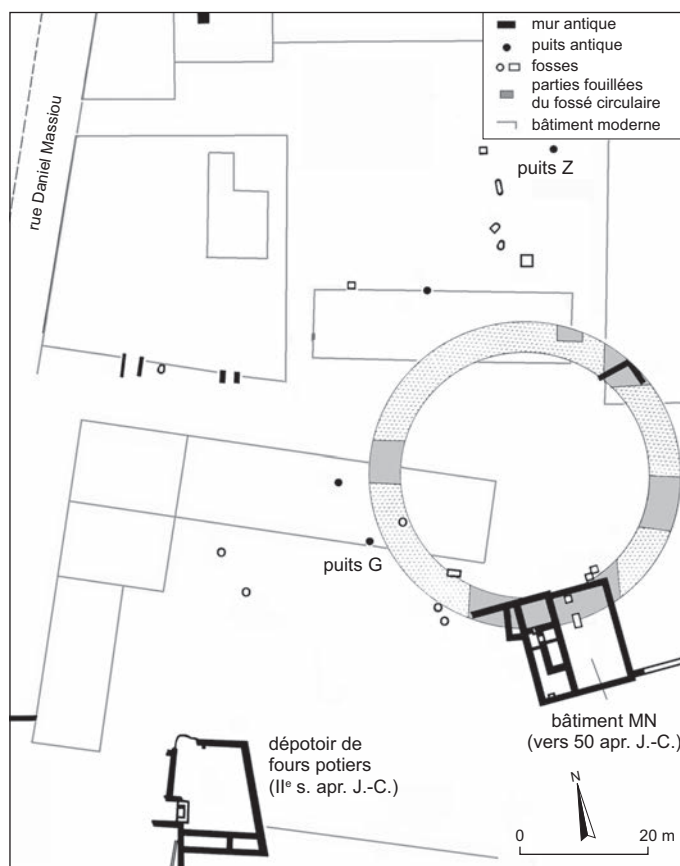 mur antique
puits antique
fosses
parties fouillées
du fossé circulaire
bâtiment moderne
rue Daniel Massiou
puits Z
puits G
bâtiment MN
(vers 50 apr. J.-C.)
dépotoir de
fours potiers
(IIe s. apr. J.-C.)
N
0 20 m